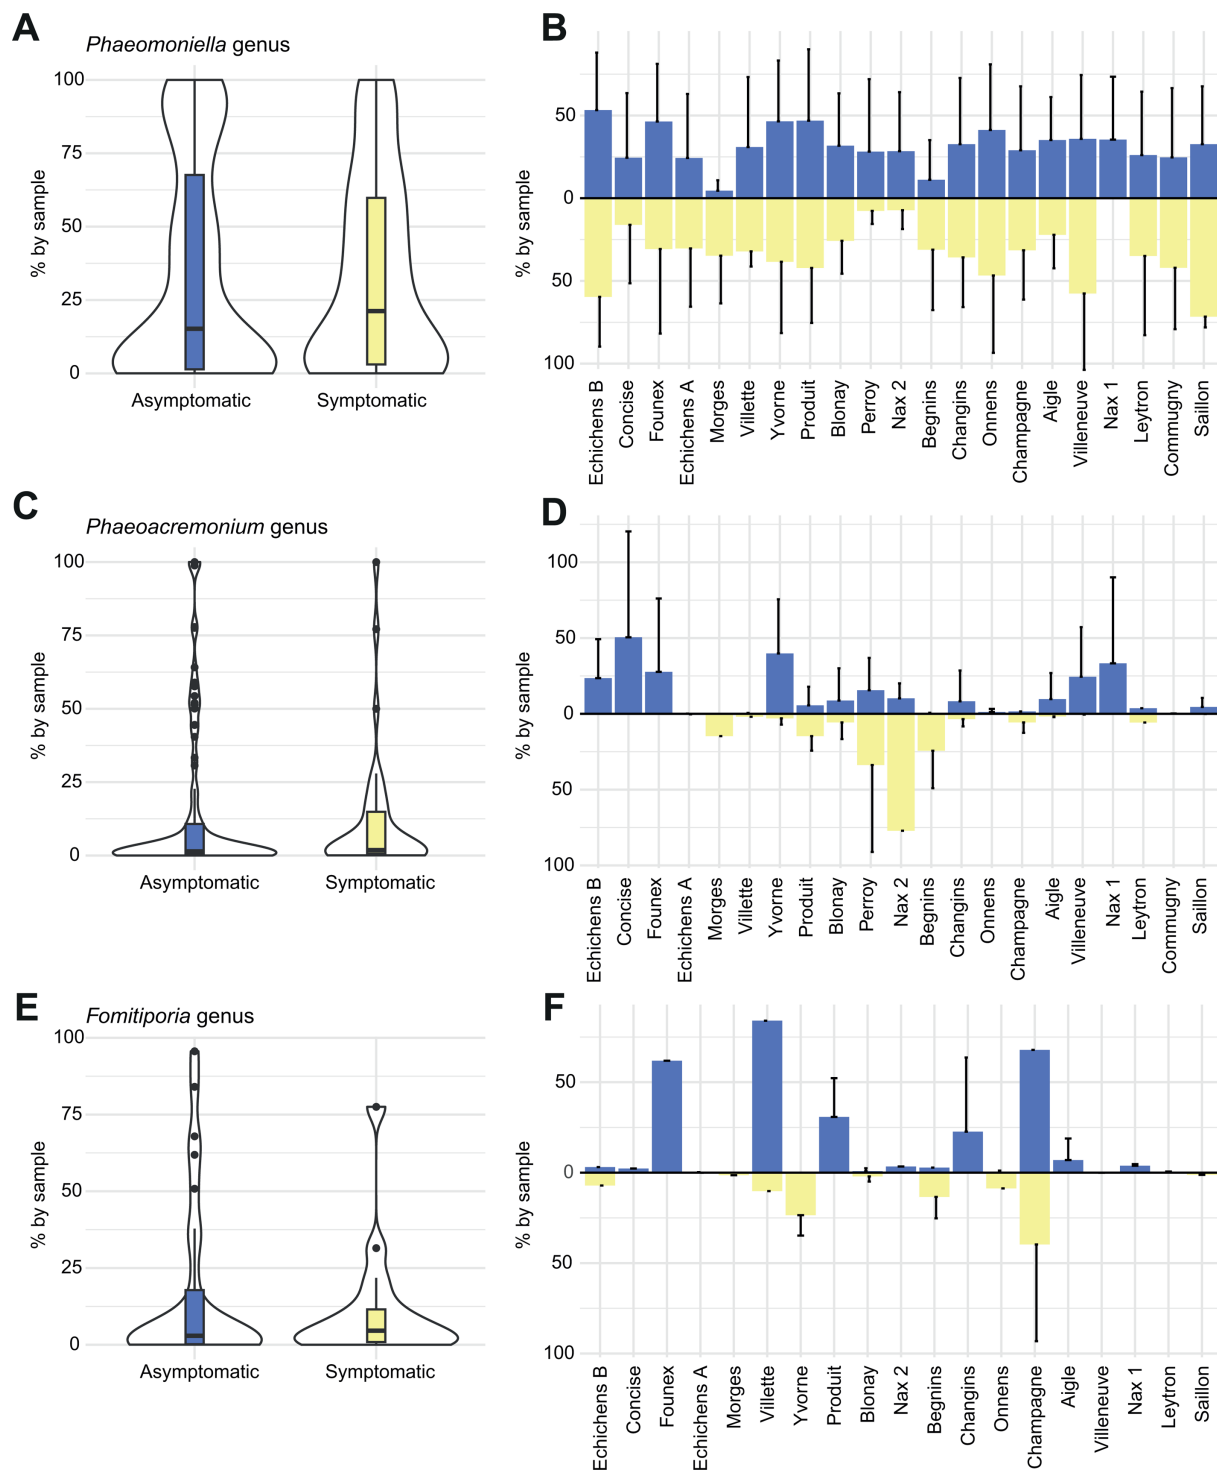 A
Phaeomoniella genus
% by sample
100
75
50
25
0
Asymptomatic
Symptomatic
B
% by sample
50
0
50
100
Echichens B
Concise
Founex
Echichens A
Morges
Villette
Yvorne
Produit
Blonay
Perroy
Nax 2
Begnins
Changins
Onnens
Champagne
Aigle
Villeneuve
Nax 1
Leytron
Commugny
Saillon
C
Phaeoacremonium genus
% by sample
100
75
50
25
0
Asymptomatic
Symptomatic
D
% by sample
100
50
0
50
100
Echichens B
Concise
Founex
Echichens A
Morges
Villette
Yvorne
Produit
Blonay
Perroy
Nax 2
Begnins
Changins
Onnens
Champagne
Aigle
Villeneuve
Nax 1
Leytron
Commugny
Saillon
E
Fomitiporia genus
% by sample
100
75
50
25
0
Asymptomatic
Symptomatic
F
% by sample
50
0
50
100
Echichens B
Concise
Founex
Echichens A
Morges
Villette
Yvorne
Produit
Blonay
Nax 2
Begnins
Changins
Onnens
Champagne
Aigle
Villeneuve
Nax 1
Leytron
Saillon